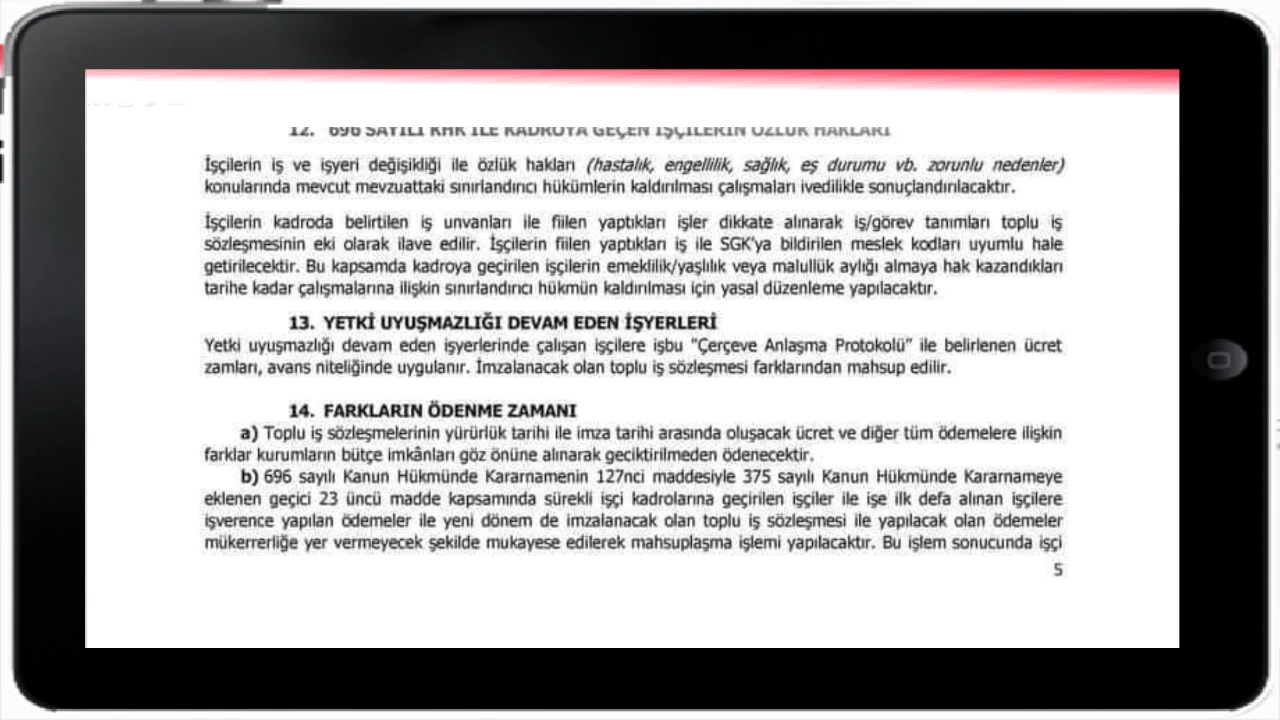 12. 696 SAYILI KHK İLE KADROYA GEÇEN İŞÇİLERİN ÖZLÜK HAKLARI
İşçilerin iş ve işyeri değişikliği ile özlük hakları (hastalık, engellilik, sağlık, eş durumu vb. zorunlu nedenler)
konularında mevcut mevzuattaki sınırlandırıcı hükümlerin kaldırılması çalışmaları ivedilikle sonuçlandırılacaktır.
İşçilerin kadroda belirtilen iş unvanları ile fiilen yaptıkları işler dikkate alınarak iş/görev tanımları toplu iş
sözleşmesinin eki olarak ilave edilir. İşçilerin fiilen yaptıkları iş ile SGK'ya bildirilen meslek kodları uyumlu hale
getirilecektir. Bu kapsamda kadroya geçirilen işçilerin emeklilik/yaşlılık veya malullük aylığı almaya hak kazandıkları
tarihe kadar çalışmalarına ilişkin sınırlandırıcı hükmün kaldırılması için yasal düzenleme yapılacaktır.
13. YETKİ UYUŞMAZLIĞI DEVAM EDEN İŞYERLERİ
Yetki uyuşmazlığı devam eden işyerlerinde çalışan işçilere işbu "Çerçeve Anlaşma Protokolü" ile belirlenen ücret
zamları, avans niteliğinde uygulanır. İmzalanacak olan toplu iş sözleşmesi farklarından mahsup edilir.
14. FARKLARIN ÖDENME ZAMANI
a) Toplu iş sözleşmelerinin yürürlük tarihi ile imza tarihi arasında oluşacak ücret ve diğer tüm ödemelere ilişkin
farklar kurumların bütçe imkânları göz önüne alınarak geciktirilmeden ödenecektir.
b) 696 sayılı Kanun Hükmünde Kararnamenin 127nci maddesiyle 375 sayılı Kanun Hükmünde Kararnameye
eklenen geçici 23 üncü madde kapsamında sürekli işçi kadrolarına geçirilen işçiler ile işe ilk defa alınan işçilere
işverence yapılan ödemeler ile yeni dönem de imzalanacak olan toplu iş sözleşmesi ile yapılacak olan ödemeler
mükerrerliğe yer vermeyecek şekilde mukayese edilerek mahsuplaşma işlemi yapılacaktır. Bu işlem sonucunda işçi
5